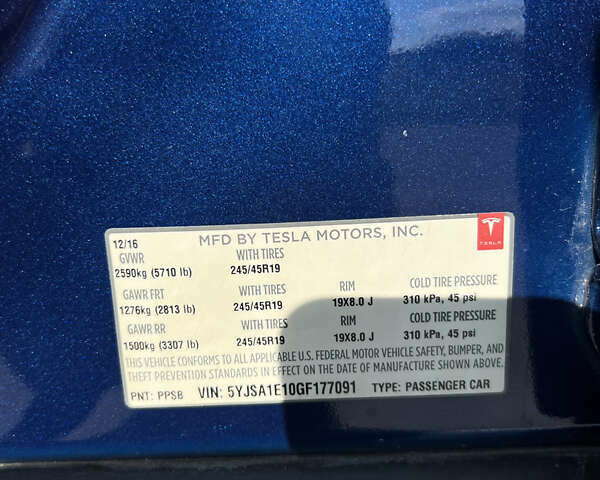 12/16 MFD BY TESLA MOTORS, INC. TESLA
GVWR WITH TIRES
2590kg (5710 lb) 245/45R19
GAWR FRT WITH TIRES RIM COLD TIRE PRESSURE
1276kg (2813 lb) 245/45R19 19X8.0 J 310 kPa, 45 psi
GAWR RR WITH TIRES RIM COLD TIRE PRESSURE
1500kg (3307 lb) 245/45R19 19X8.0 J 310 kPa, 45 psi
THIS VEHICLE CONFORMS TO ALL APPLICABLE U.S. FEDERAL MOTOR VEHICLE SAFETY, BUMPER, AND
THEFT PREVENTION STANDARDS IN EFFECT ON THE DATE OF MANUFACTURE SHOWN ABOVE.
PNT: PPSB VIN: 5YJSA1E10GF177091 TYPE: PASSENGER CAR